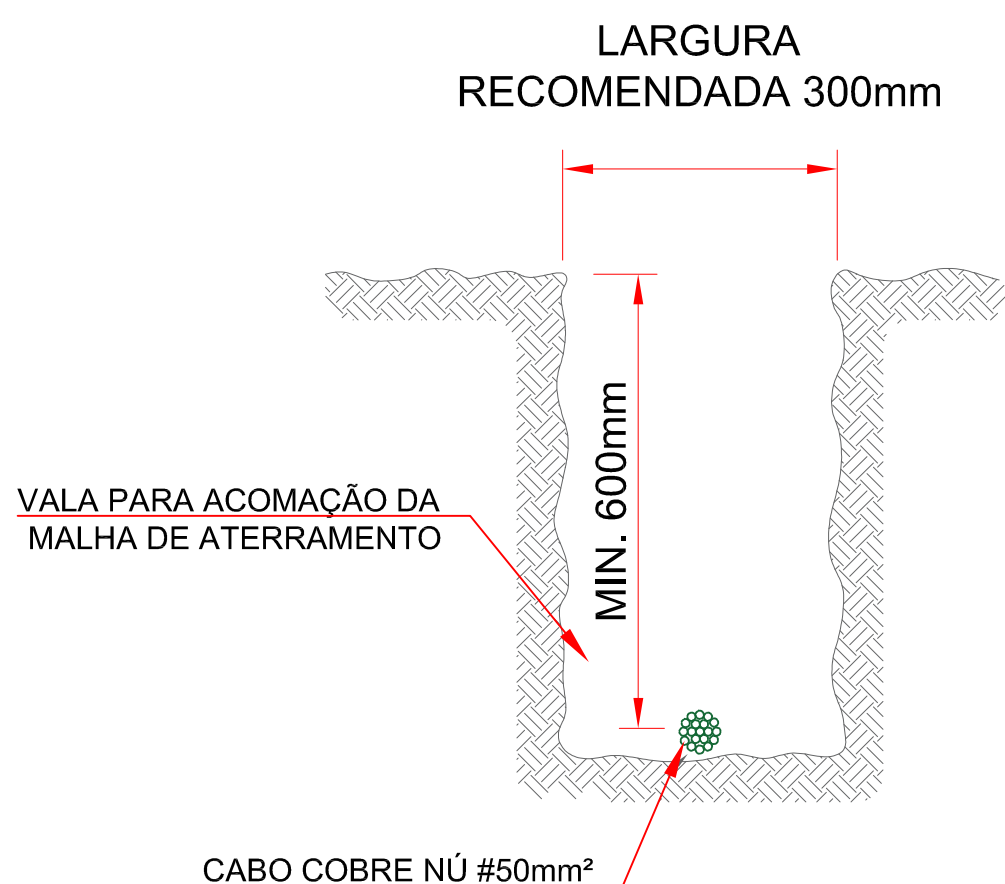 LARGURA
RECOMENDADA 300mm
MIN. 600mm
VALA PARA ACOMAÇÃO DA
MALHA DE ATERRAMENTO
CABO COBRE NÚ #50mm²